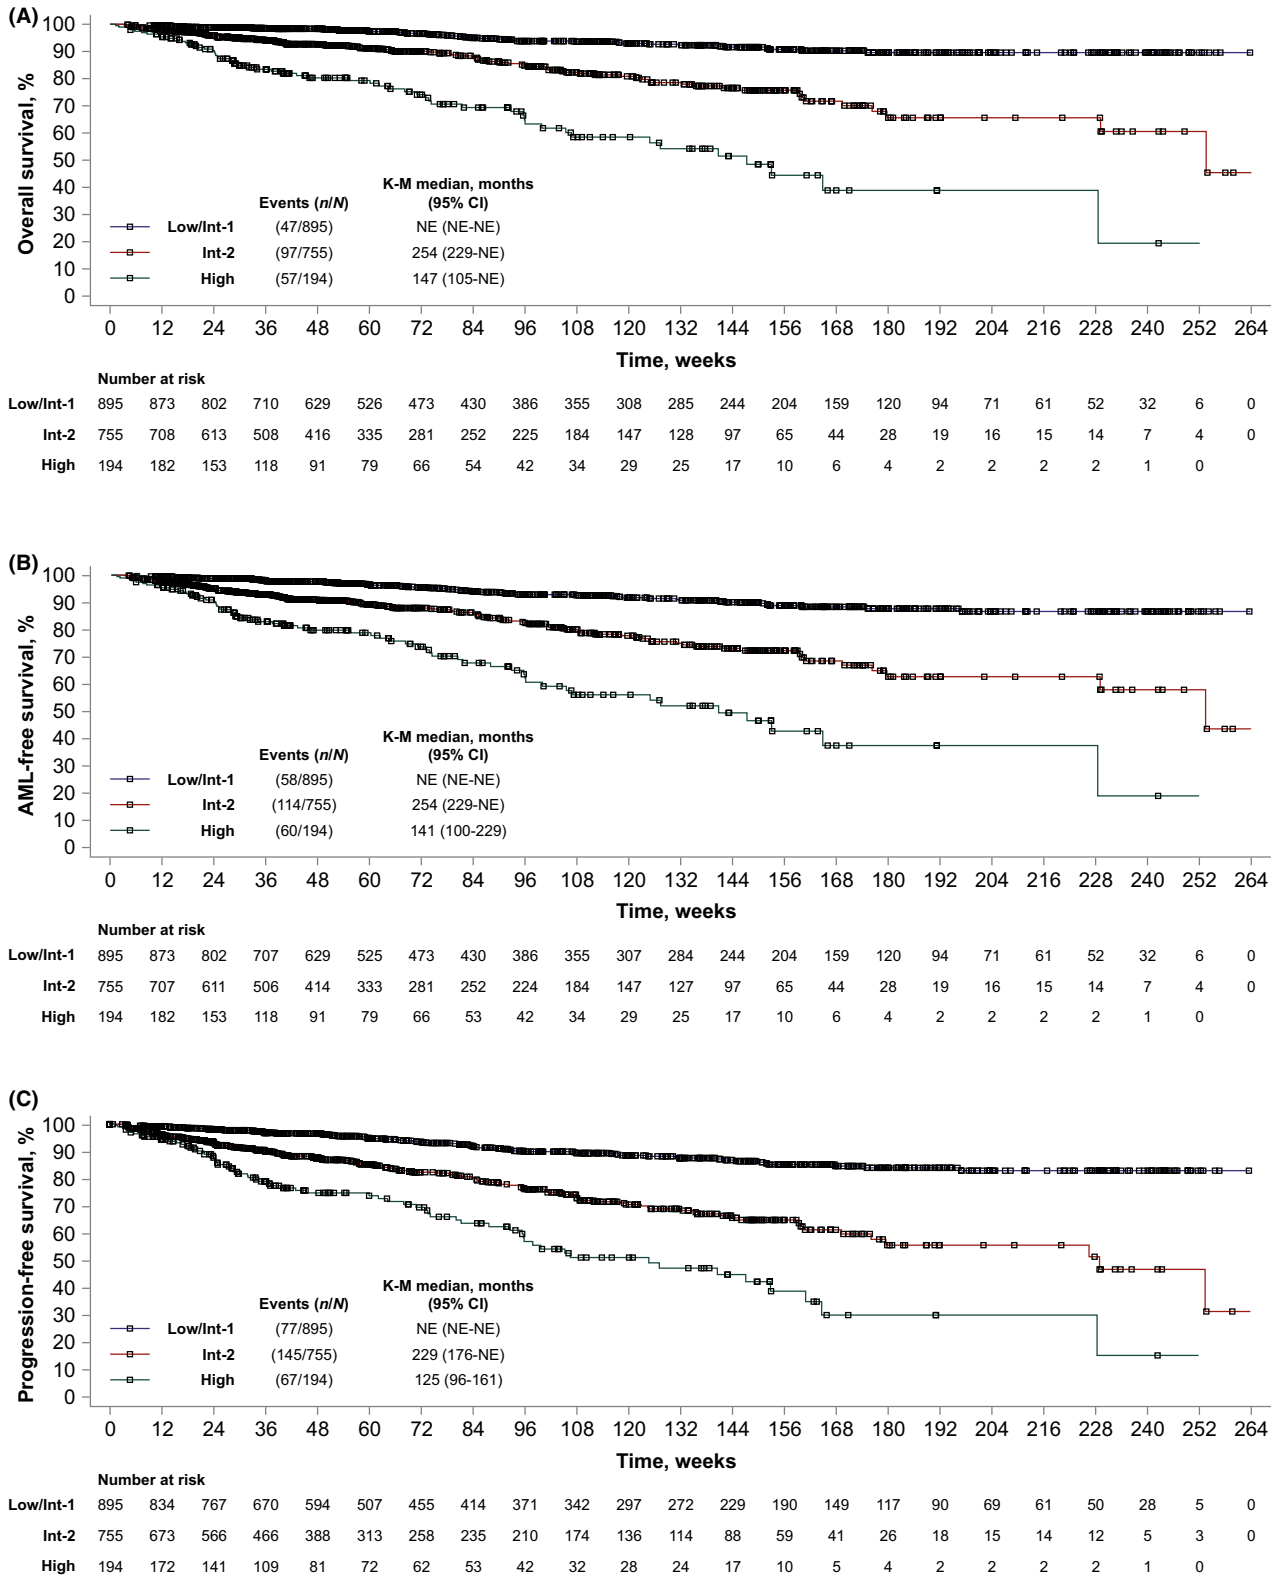 (A)
Overall survival, %
100
90
80
70
60
50
40
30
20
10
0
K-M median, months
Events (n/N) (95% CI)
Low/Int-1 (47/895) NE (NE-NE)
Int-2 (97/755) 254 (229-NE)
High (57/194) 147 (105-NE)
0 12 24 36 48 60 72 84 96 108 120 132 144 156 168 180 192 204 216 228 240 252 264
Time, weeks
Number at risk
Low/Int-1 895 873 802 710 629 526 473 430 386 355 308 285 244 204 159 120 94 71 61 52 32 6 0
Int-2 755 708 613 508 416 335 281 252 225 184 147 128 97 65 44 28 19 16 15 14 7 4 0
High 194 182 153 118 91 79 66 54 42 34 29 25 17 10 6 4 2 2 2 2 1 0
(B)
AML-free survival, %
100
90
80
70
60
50
40
30
20
10
0
K-M median, months
Events (n/N) (95% CI)
Low/Int-1 (58/895) NE (NE-NE)
Int-2 (114/755) 254 (229-NE)
High (60/194) 141 (100-229)
0 12 24 36 48 60 72 84 96 108 120 132 144 156 168 180 192 204 216 228 240 252 264
Time, weeks
Number at risk
Low/Int-1 895 873 802 707 629 525 473 430 386 355 307 284 244 204 159 120 94 71 61 52 32 6 0
Int-2 755 707 611 506 414 333 281 252 224 184 147 127 97 65 44 28 19 16 15 14 7 4 0
High 194 182 153 118 91 79 66 53 42 34 29 25 17 10 6 4 2 2 2 2 1 0
(C)
Progression-free survival, %
100
90
80
70
60
50
40
30
20
10
0
K-M median, months
Events (n/N) (95% CI)
Low/Int-1 (77/895) NE (NE-NE)
Int-2 (145/755) 229 (176-NE)
High (67/194) 125 (96-161)
0 12 24 36 48 60 72 84 96 108 120 132 144 156 168 180 192 204 216 228 240 252 264
Time, weeks
Number at risk
Low/Int-1 895 834 767 670 594 507 455 414 371 342 297 272 229 190 149 117 90 69 61 50 28 5 0
Int-2 755 673 566 466 388 313 258 235 210 174 136 114 88 59 41 26 18 15 14 12 5 3 0
High 194 172 141 109 81 72 62 53 42 32 28 24 17 10 5 4 2 2 2 2 1 0